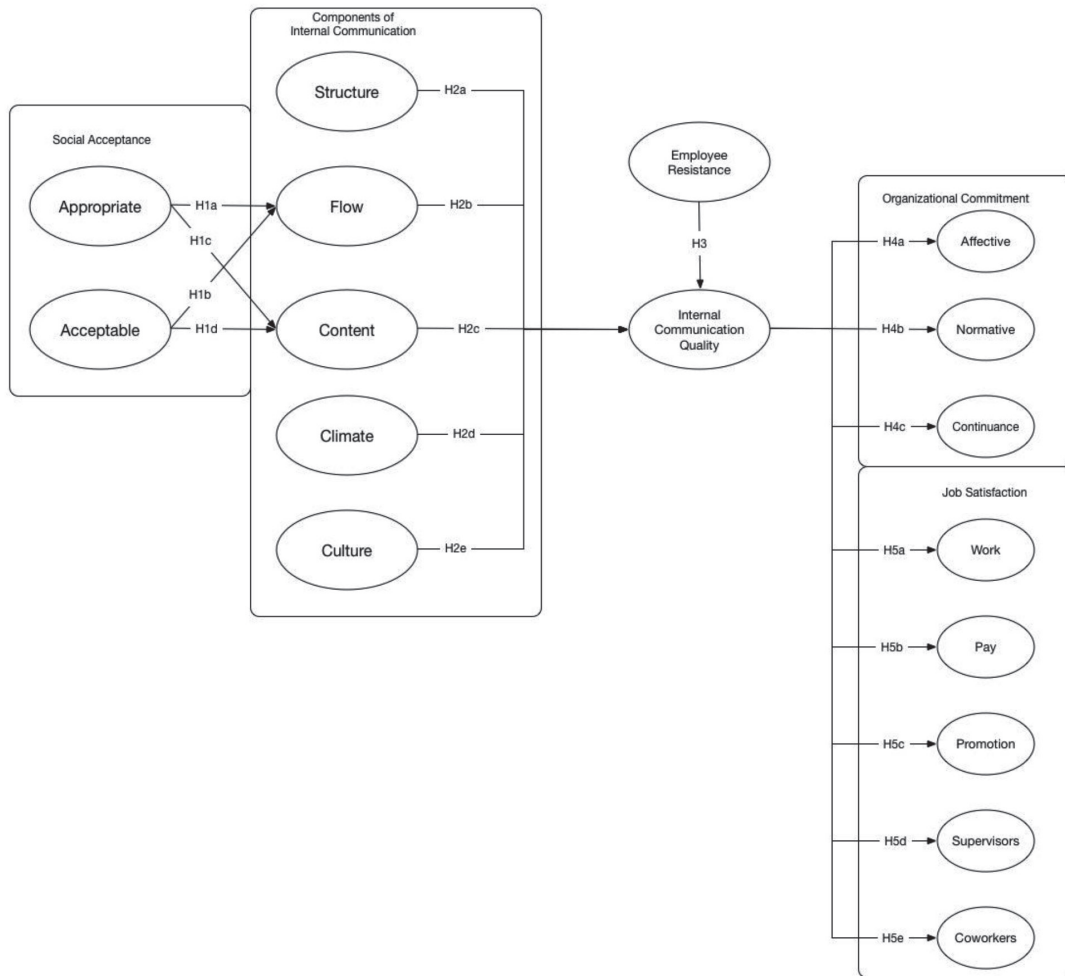 Components of
Internal Communication
Structure
H2a
Social Acceptance
Employee
Resistance
Appropriate
H1a
Flow
H2b
Organizational Commitment
H1c
H3
H4a
Affective
H1b
Acceptable
H1d
Content
H2c
Internal
Communication
Quality
H4b
Normative
Climate
H2d
H4c
Continuance
Job Satisfaction
Culture
H2e
H5a
Work
H5b
Pay
H5c
Promotion
H5d
Supervisors
H5e
Coworkers